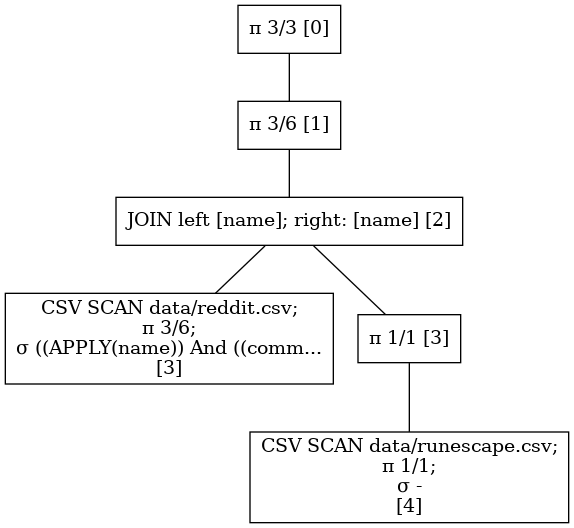 π 3/3 [0]
π 3/6 [1]
JOIN left [name]; right: [name] [2]
CSV SCAN data/reddit.csv;
π 3/6;
σ ((APPLY(name)) And ((comm...
[3]
π 1/1 [3]
CSV SCAN data/runescape.csv;
π 1/1;
σ -
[4]